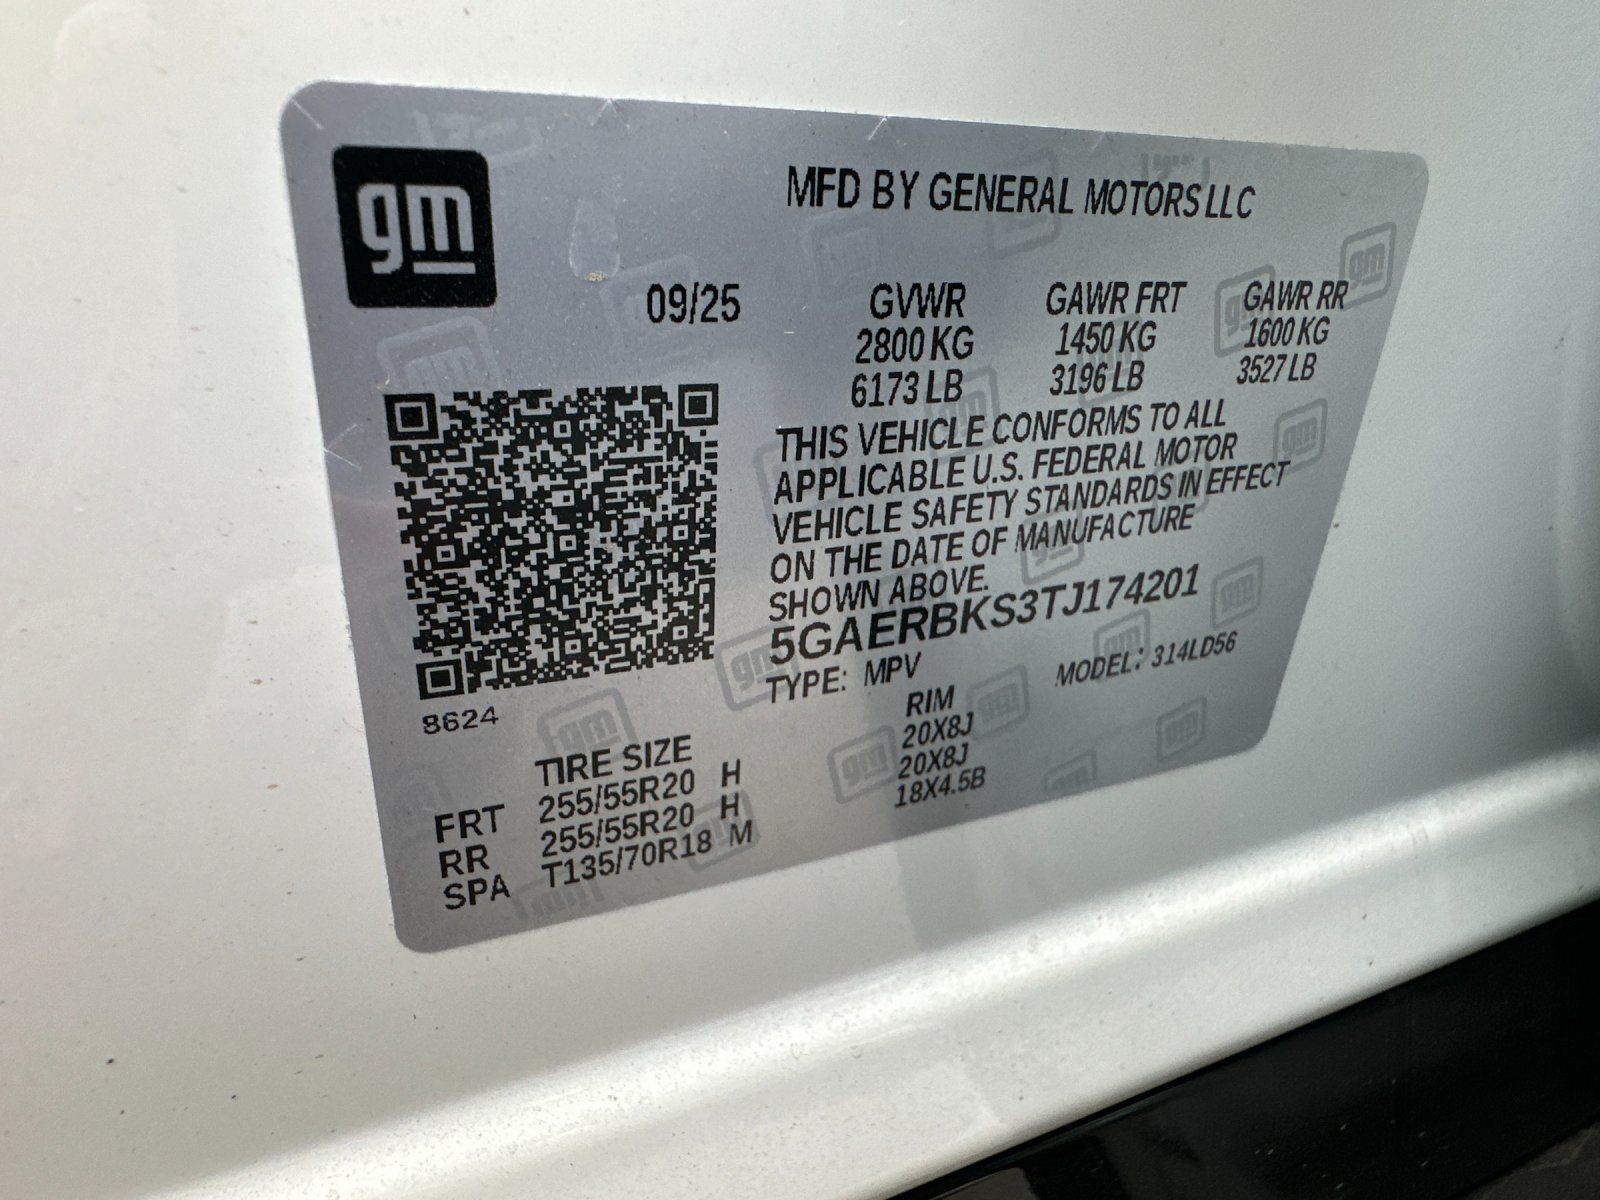 gm
MFD BY GENERAL MOTORS LLC
09/25
GVWR GAWR FRT GAWR RR
2800 KG 1450 KG 1600 KG
6173 LB 3196 LB 3527 LB
THIS VEHICLE CONFORMS TO ALL
APPLICABLE U.S. FEDERAL MOTOR
VEHICLE SAFETY STANDARDS IN EFFECT
ON THE DATE OF MANUFACTURE
SHOWN ABOVE.
5GAERBKS3TJ174201
TYPE: MPV MODEL: 314LD56
8624
TIRE SIZE RIM
FRT 255/55R20 H 20X8J
RR 255/55R20 H 20X8J
SPA T135/70R18 M 18X4.5B